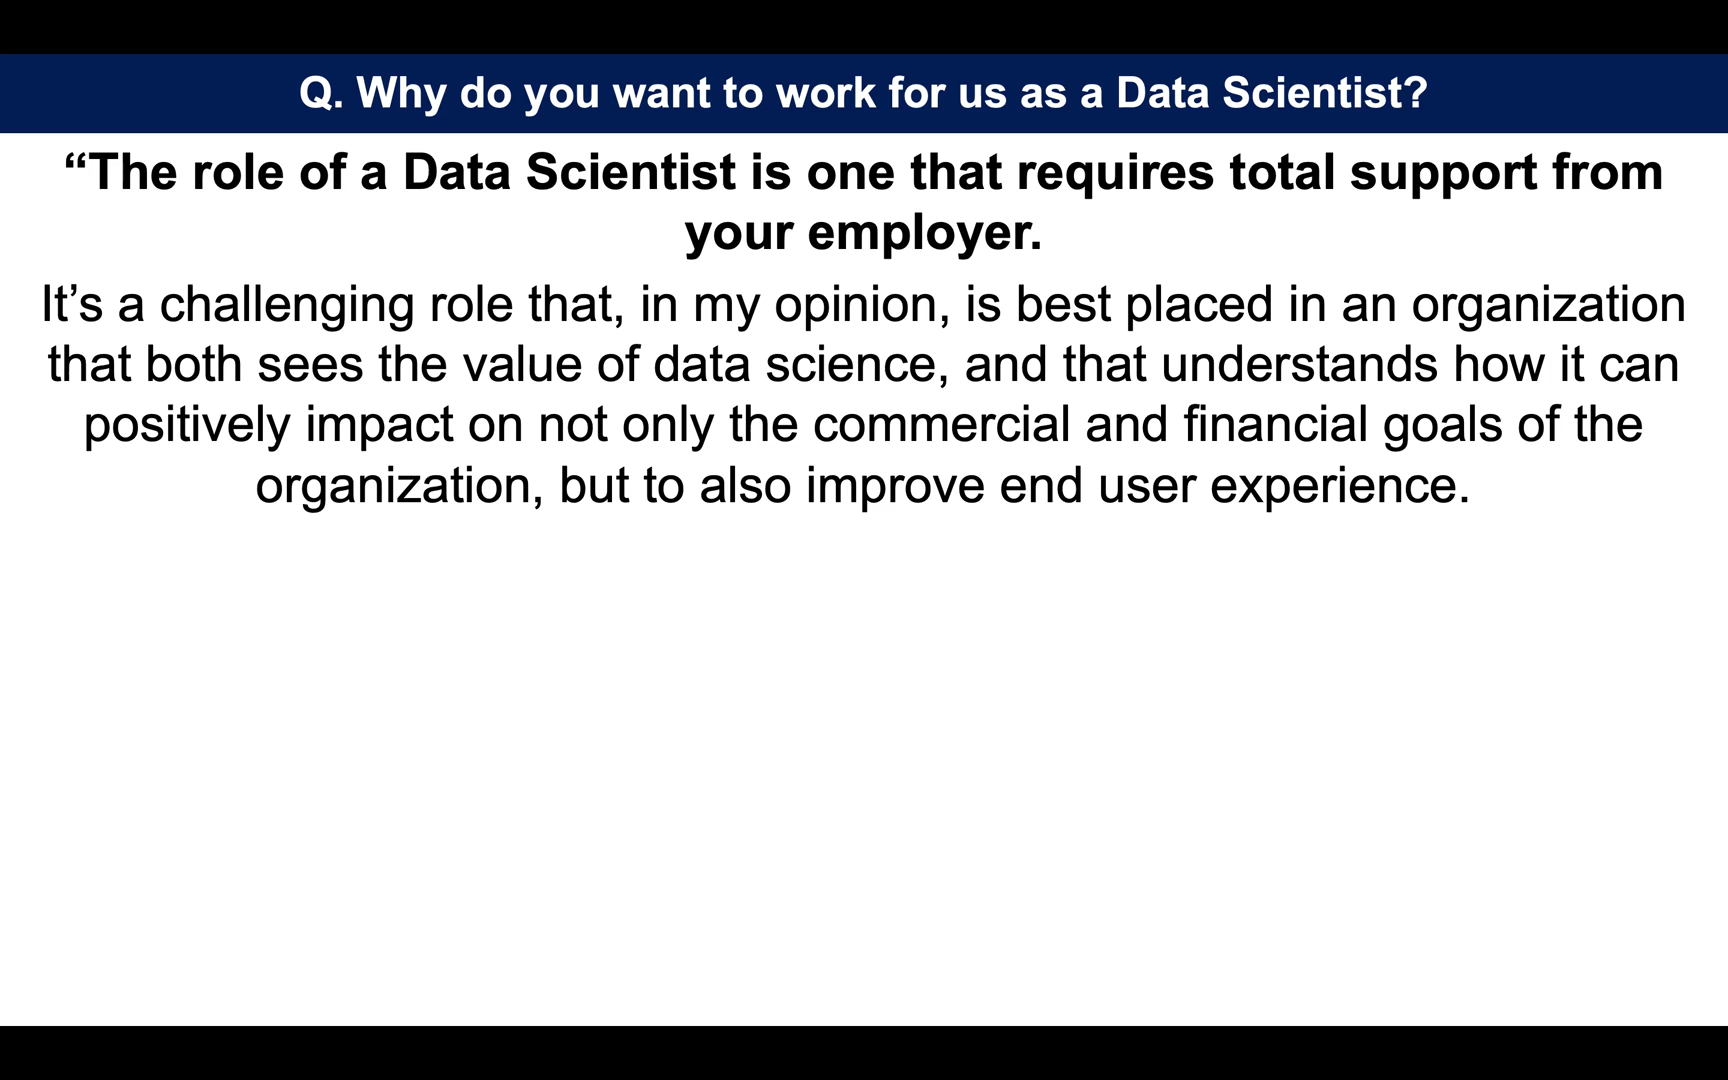 Q. Why do you want to work for us as a Data Scientist?
“The role of a Data Scientist is one that requires total support from
your employer.
It’s a challenging role that, in my opinion, is best placed in an organization
that both sees the value of data science, and that understands how it can
positively impact on not only the commercial and financial goals of the
organization, but to also improve end user experience.